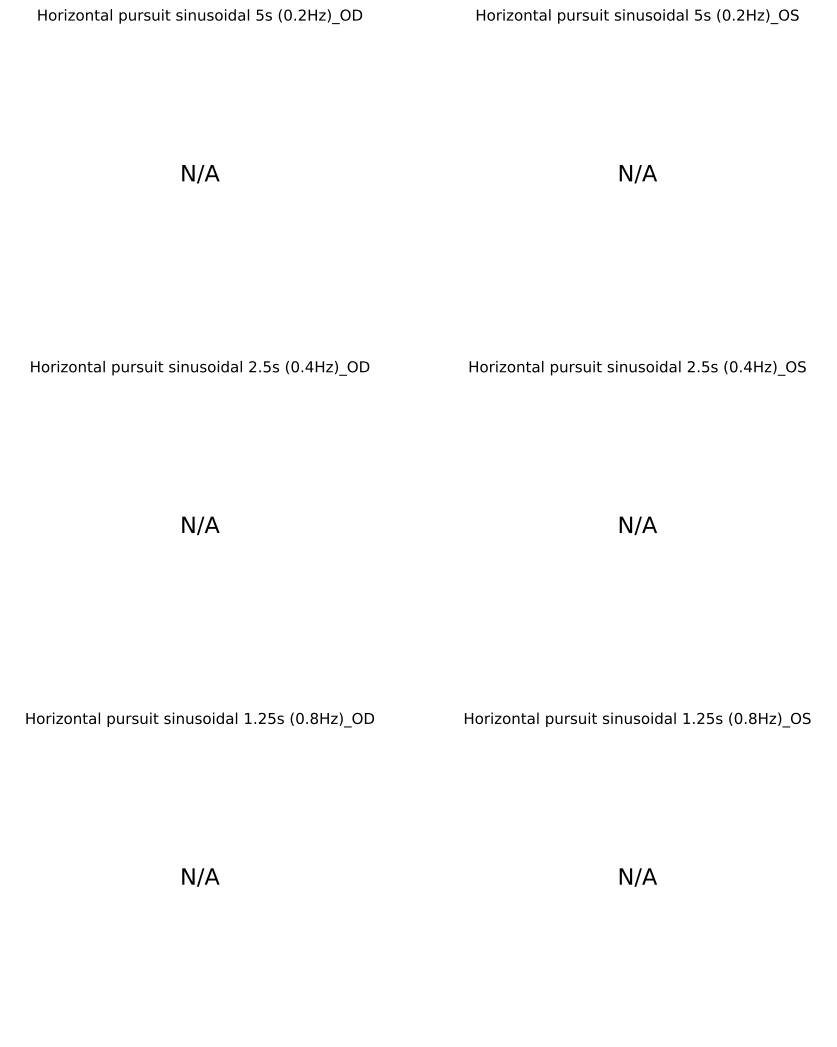 Horizontal pursuit sinusoidal 5s (0.2Hz)_OD
Horizontal pursuit sinusoidal 5s (0.2Hz)_OS
N/A
N/A
Horizontal pursuit sinusoidal 2.5s (0.4Hz)_OD
Horizontal pursuit sinusoidal 2.5s (0.4Hz)_OS
N/A
N/A
Horizontal pursuit sinusoidal 1.25s (0.8Hz)_OD
Horizontal pursuit sinusoidal 1.25s (0.8Hz)_OS
N/A
N/A